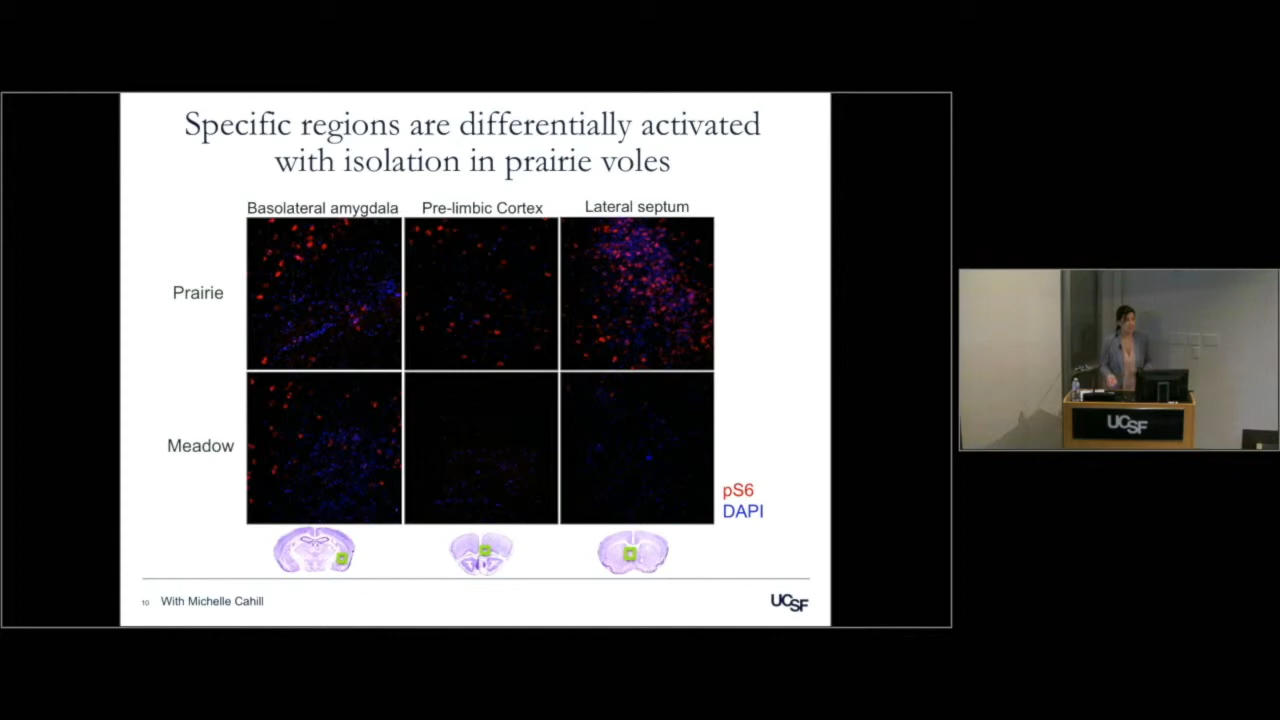 Specific regions are differentially activated
with isolation in prairie voles
Basolateral amygdala Pre-limbic Cortex Lateral septum
Prairie
Meadow
pS6
DAPI
10 With Michelle Cahill
UCSF
UCSF